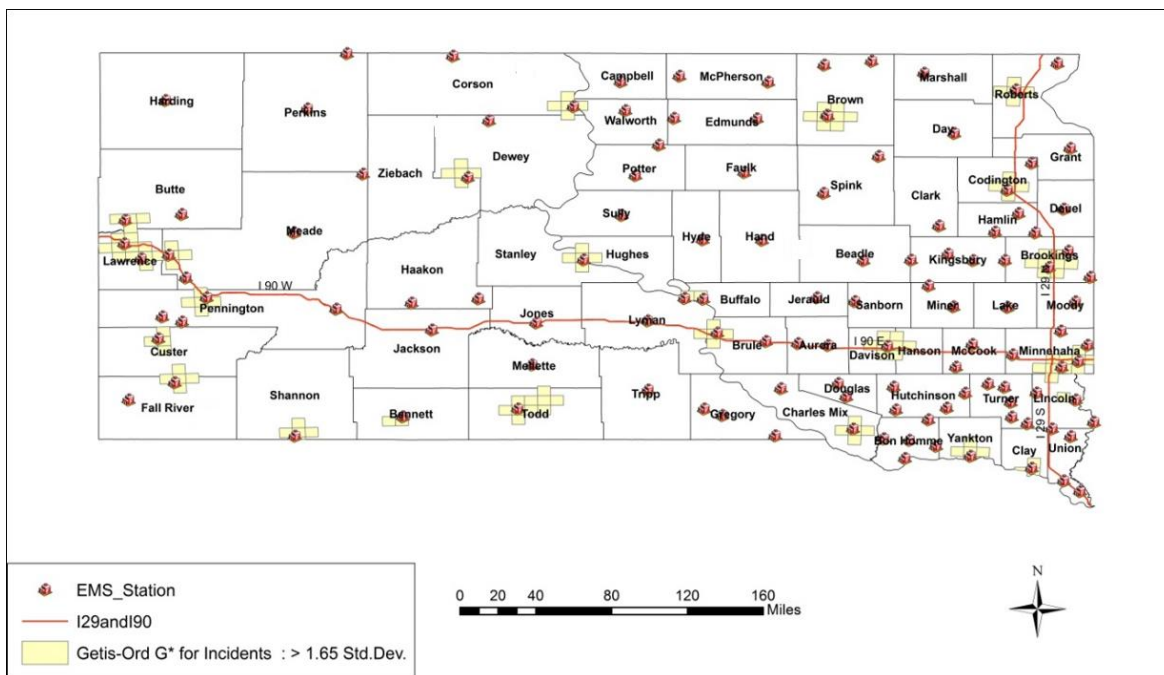 Campbell
McPherson
Marshall
Corson
Harding
Perkins
Brown
Roberts
Walworth
Edmunds
Day
Dewey
Grant
Potter
Faulk
Ziebach
Codington
Butte
Spink
Clark
Deuel
Sully
Hamlin
Meade
Hyde
Hand
Stanley
Hughes
Beadle
Kingsbury
Brookings
Lawrence
Haakon
I 90 W
I 29 N
Pennington
Buffalo
Jerauld
Sanborn
Miner
Lake
Moody
Jones
Lyman
I 90 E
Custer
Jackson
Brule
Aurora
Davison
Hanson
McCook
Minnehaha
Mellette
Shannon
Tripp
Douglas
Hutchinson
Turner
Lincoln
Fall River
Bennett
Todd
Gregory
Charles Mix
I 29 S
Bon Homme
Yankton
Clay
Union
EMS_Station
I29andI90
Getis-Ord G* for Incidents : > 1.65 Std.Dev.
0 10 20 40 80 120 160
Miles
N